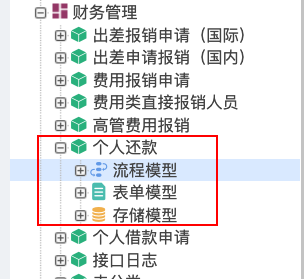 财务管理
出差报销申请（国际）
出差申请报销（国内）
费用报销申请
费用类直接报销人员
高管费用报销
个人还款
流程模型
表单模型
存储模型
个人借款申请
接口日志